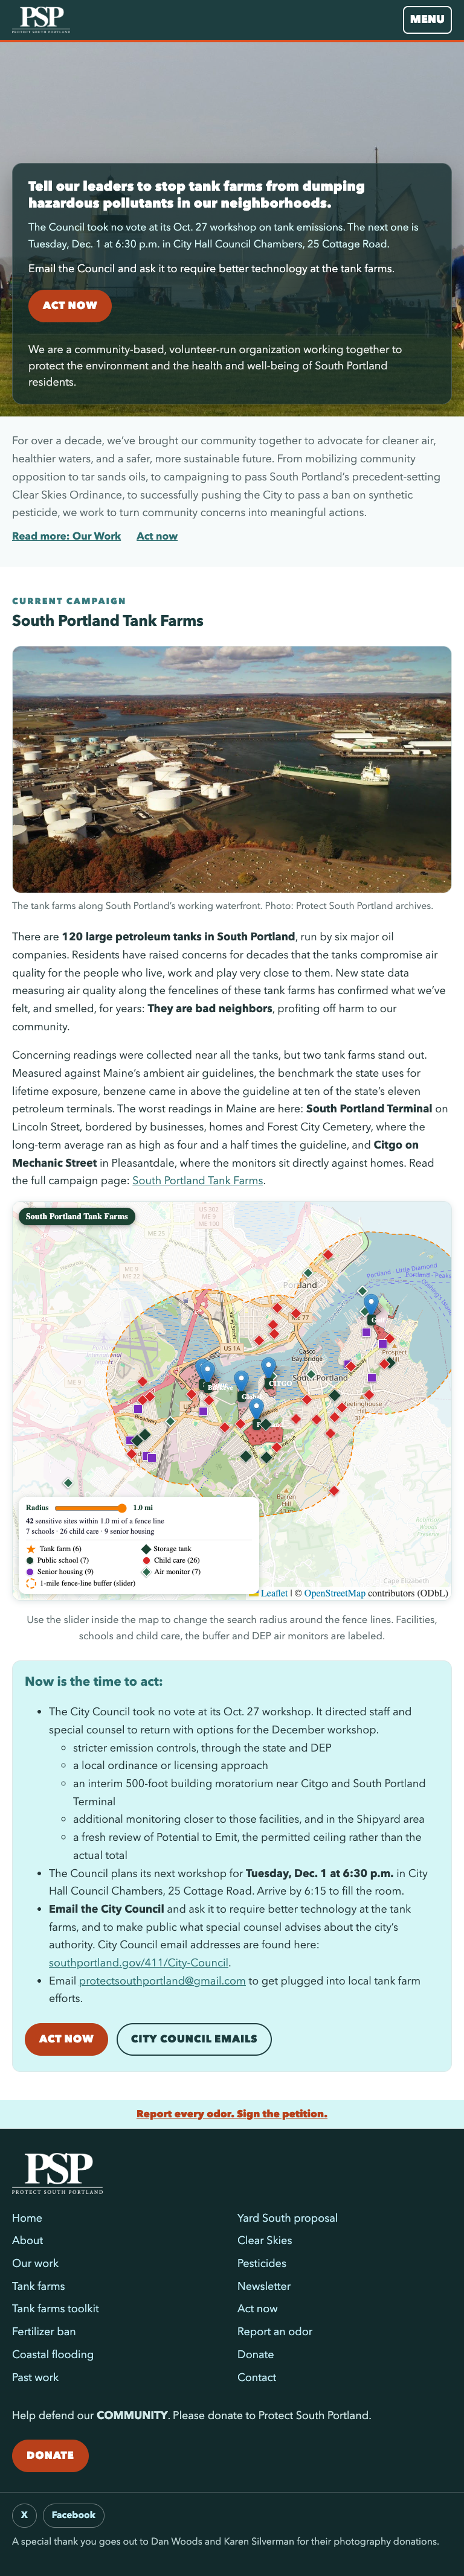 PSP
PROTECT SOUTH PORTLAND
MENU
Tell our leaders to stop tank farms from dumping
hazardous pollutants in our neighborhoods.
The Council took no vote at its Oct. 27 workshop on tank emissions. The next one is
Tuesday, Dec. 1 at 6:30 p.m. in City Hall Council Chambers, 25 Cottage Road.
Email the Council and ask it to require better technology at the tank farms.
ACT NOW
We are a community-based, volunteer-run organization working together to
protect the environment and the health and well-being of South Portland
residents.
For over a decade, we've brought our community together to advocate for cleaner air,
healthier waters, and a safer, more sustainable future. From mobilizing community
opposition to tar sands oil, to campaigning to pass South Portland's precedent-setting
Clear Skies Ordinance, to successfully pushing the City to pass a ban on synthetic
pesticide, we work to turn community concerns into meaningful actions.
Read more: Our Work Act now
CURRENT CAMPAIGN
South Portland Tank Farms
The tank farms along South Portland's working waterfront. Photo: Protect South Portland archives.
There are 120 large petroleum tanks in South Portland, run by six major oil
companies. Residents have raised concerns for decades that the tanks compromise air
quality for the people who live, work and play very close to them. New state data
measuring air quality along the fencelines of these tank farms has confirmed what we've
felt, and smelled, for years: They are bad neighbors, profiting off harm to our
community.
Concerning readings were collected near all the tanks, but two tank farms stand out.
Measured against Maine's ambient air guidelines, the benchmark the state uses for
lifetime exposure, benzene came in above the guideline at ten of the state's eleven
petroleum terminals. The worst readings in Maine are here: South Portland Terminal on
Lincoln Street, bordered by businesses, homes and Forest City Cemetery, where the
long-term average ran as high as four and a half times the guideline, and Citgo on
Mechanic Street in Pleasantdale, where the monitors sit directly against homes. Read
the full campaign page: South Portland Tank Farms.
South Portland Tank Farms
US 302
ME 9
ME 100
ME 25
ME 9
ME 22
Portland
Portland - Little Diamond
US 1A
ME 77
Casco
Bay Bridge
South Portland
CITGO
Prospect
Meetinghouse
Hill
Barren
Hill
Cape Elizabeth
Radius 1.0 mi
42 sensitive sites within 1.0 mi of a fence line
7 schools · 26 child care · 9 senior housing
Tank farm (6) Storage tank
Public school (7) Child care (26)
Senior housing (9) Air monitor (7)
1-mile fence-line buffer (slider)
Leaflet | © OpenStreetMap contributors (ODbL)
Use the slider inside the map to change the search radius around the fence lines. Facilities,
schools and child care, the buffer and DEP air monitors are labeled.
Now is the time to act:
• The City Council took no vote at its Oct. 27 workshop. It directed staff and
special counsel to return with options for the December workshop.
◦ stricter emission controls, through the state and DEP
◦ a local ordinance or licensing approach
◦ an interim 500-foot building moratorium near Citgo and South Portland
Terminal
◦ additional monitoring closer to those facilities, and in the Shipyard area
◦ a fresh review of Potential to Emit, the permitted ceiling rather than the
actual total
• The Council plans its next workshop for Tuesday, Dec. 1 at 6:30 p.m. in City
Hall Council Chambers, 25 Cottage Road. Arrive by 6:15 to fill the room.
• Email the City Council and ask it to require better technology at the tank
farms, and to make public what special counsel advises about the city's
authority. City Council email addresses are found here:
southportland.gov/411/City-Council.
• Email protectsouthportland@gmail.com to get plugged into local tank farm
efforts.
ACT NOW CITY COUNCIL EMAILS
Report every odor. Sign the petition.
PSP
PROTECT SOUTH PORTLAND
Home Yard South proposal
About Clear Skies
Our work Pesticides
Tank farms Newsletter
Tank farms toolkit Act now
Fertilizer ban Report an odor
Coastal flooding Donate
Past work Contact
Help defend our COMMUNITY. Please donate to Protect South Portland.
DONATE
X Facebook
A special thank you goes out to Dan Woods and Karen Silverman for their photography donations.